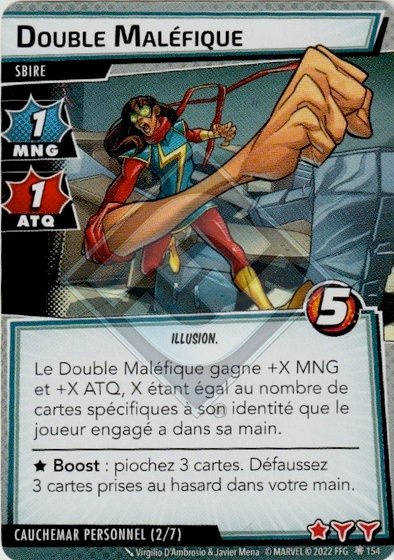 Double Maléfique
SBIRE
1
MNG
1
ATQ
5
ILLUSION.
Le Double Maléfique gagne +X MNG
et +X ATQ, X étant égal au nombre de
cartes spécifiques à son identité que le
joueur engagé a dans sa main.
★ Boost : piochez 3 cartes. Défaussez
3 cartes prises au hasard dans votre main.
CAUCHEMAR PERSONNEL (2/7)
Virgilio D'Ambrosio & Javier Mena © MARVEL © 2022 FFG 154